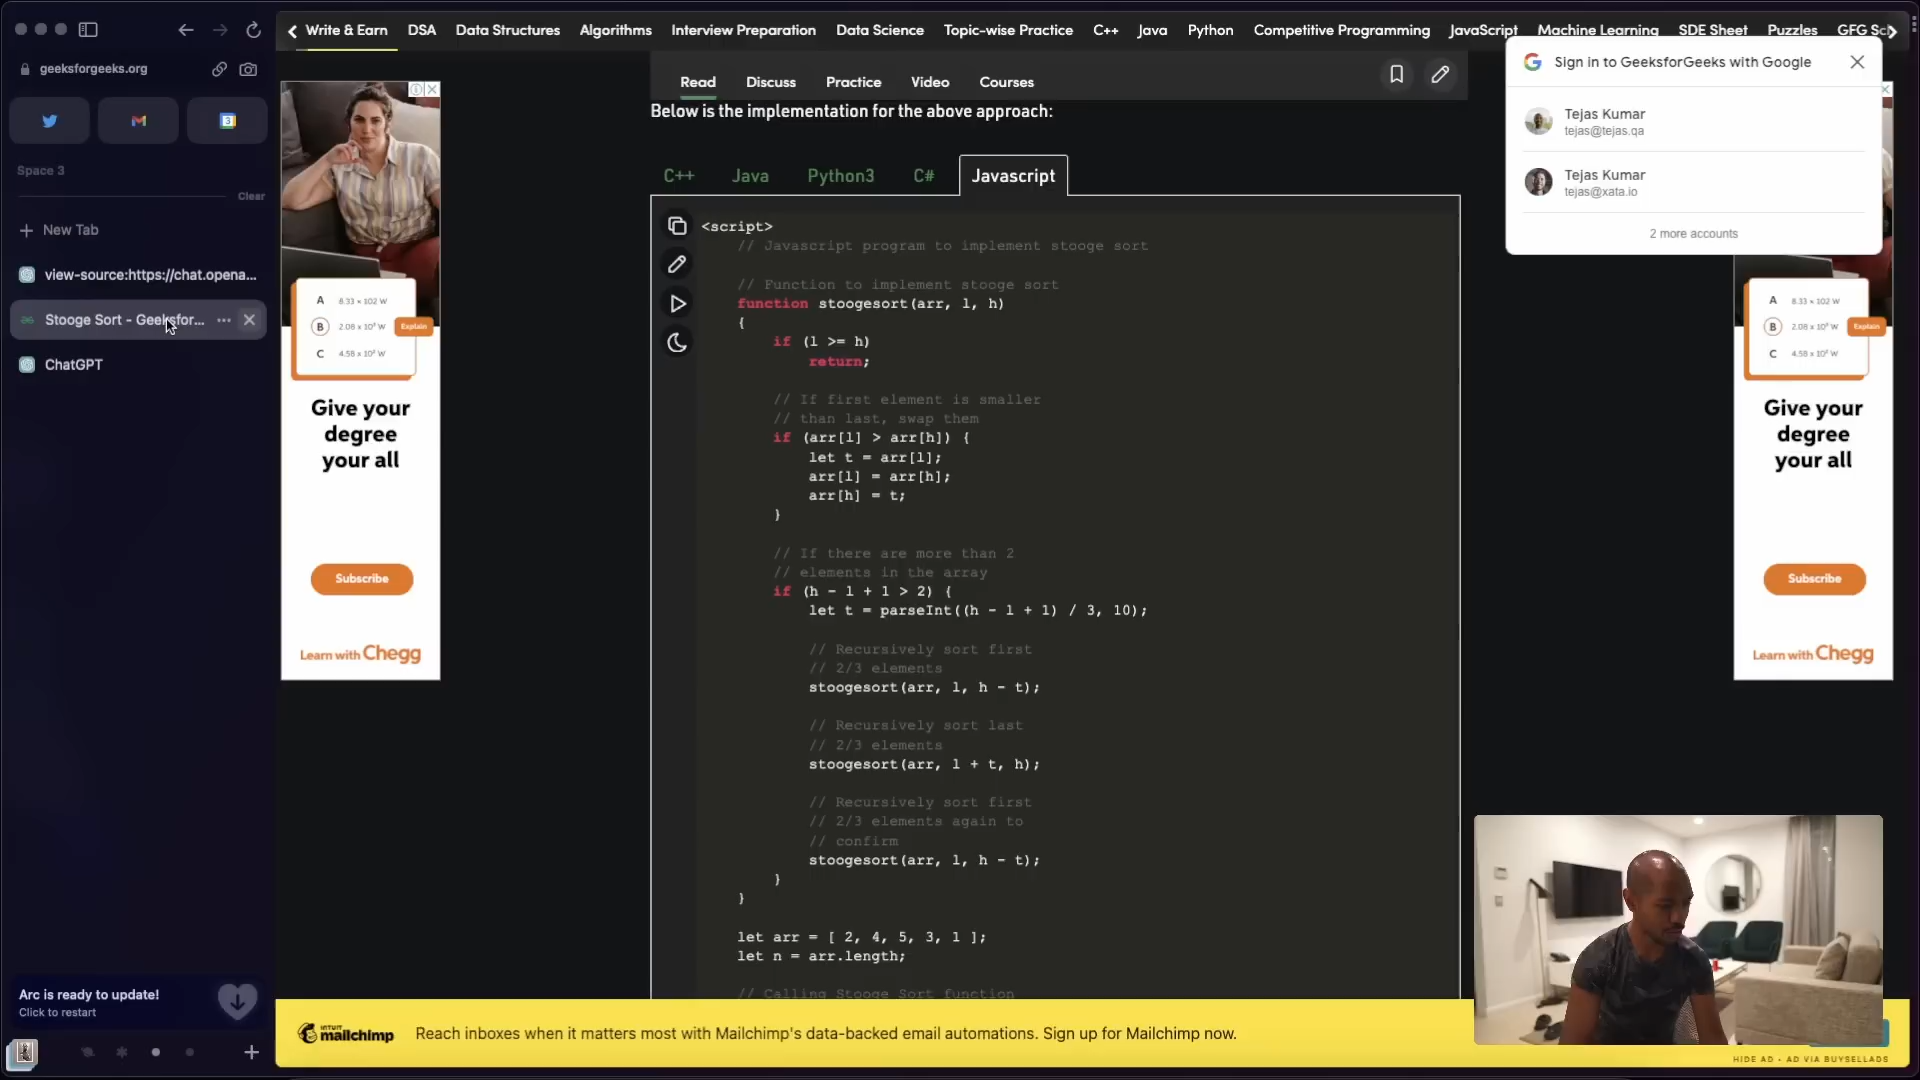 Write & Earn DSA Data Structures Algorithms Interview Preparation Data Science Topic-wise Practice C++ Java Python Competitive Programming JavaScript Machine Learning SDE Sheet Puzzles
geeksforgeeks.org
3
Space 3
Clear
New Tab
view-source:https://chat.opena...
Stooge Sort - Geeksfor...
ChatGPT
Arc is ready to update!
Click to restart
A 8.33 x 102 W
B Explain
C
Give your
degree
your all
Subscribe
Learn with Chegg
Read Discuss Practice Video Courses
Below is the implementation for the above approach:
C++ Java Python3 C# Javascript
<script>
// Javascript program to implement stooge sort
// Function to implement stooge sort
function stoogesort(arr, l, h)
{
if (l >= h)
return;
// If first element is smaller
// than last, swap them
if (arr[l] > arr[h]) {
let t = arr[l];
arr[l] = arr[h];
arr[h] = t;
}
// If there are more than 2
// elements in the array
if (h - l + 1 > 2) {
let t = parseInt((h - l + 1) / 3, 10);
// Recursively sort first
// 2/3 elements
stoogesort(arr, l, h - t);
// Recursively sort last
// 2/3 elements
stoogesort(arr, l + t, h);
// Recursively sort first
// 2/3 elements again to
// confirm
stoogesort(arr, l, h - t);
}
}
let arr = [ 2, 4, 5, 3, 1 ];
let n = arr.length;
// Calling Stooge Sort function
Sign in to GeeksforGeeks with Google
Tejas Kumar
tejas@tejas.qa
Tejas Kumar
tejas@xata.io
2 more accounts
A 8.33 x 102 W
B Explain
C
Give your
degree
your all
Subscribe
Learn with Chegg
INTUIT
mailchimp
Reach inboxes when it matters most with Mailchimp's data-backed email automations. Sign up for Mailchimp now.
HIDE AD • AD VIA BUYSELLADS